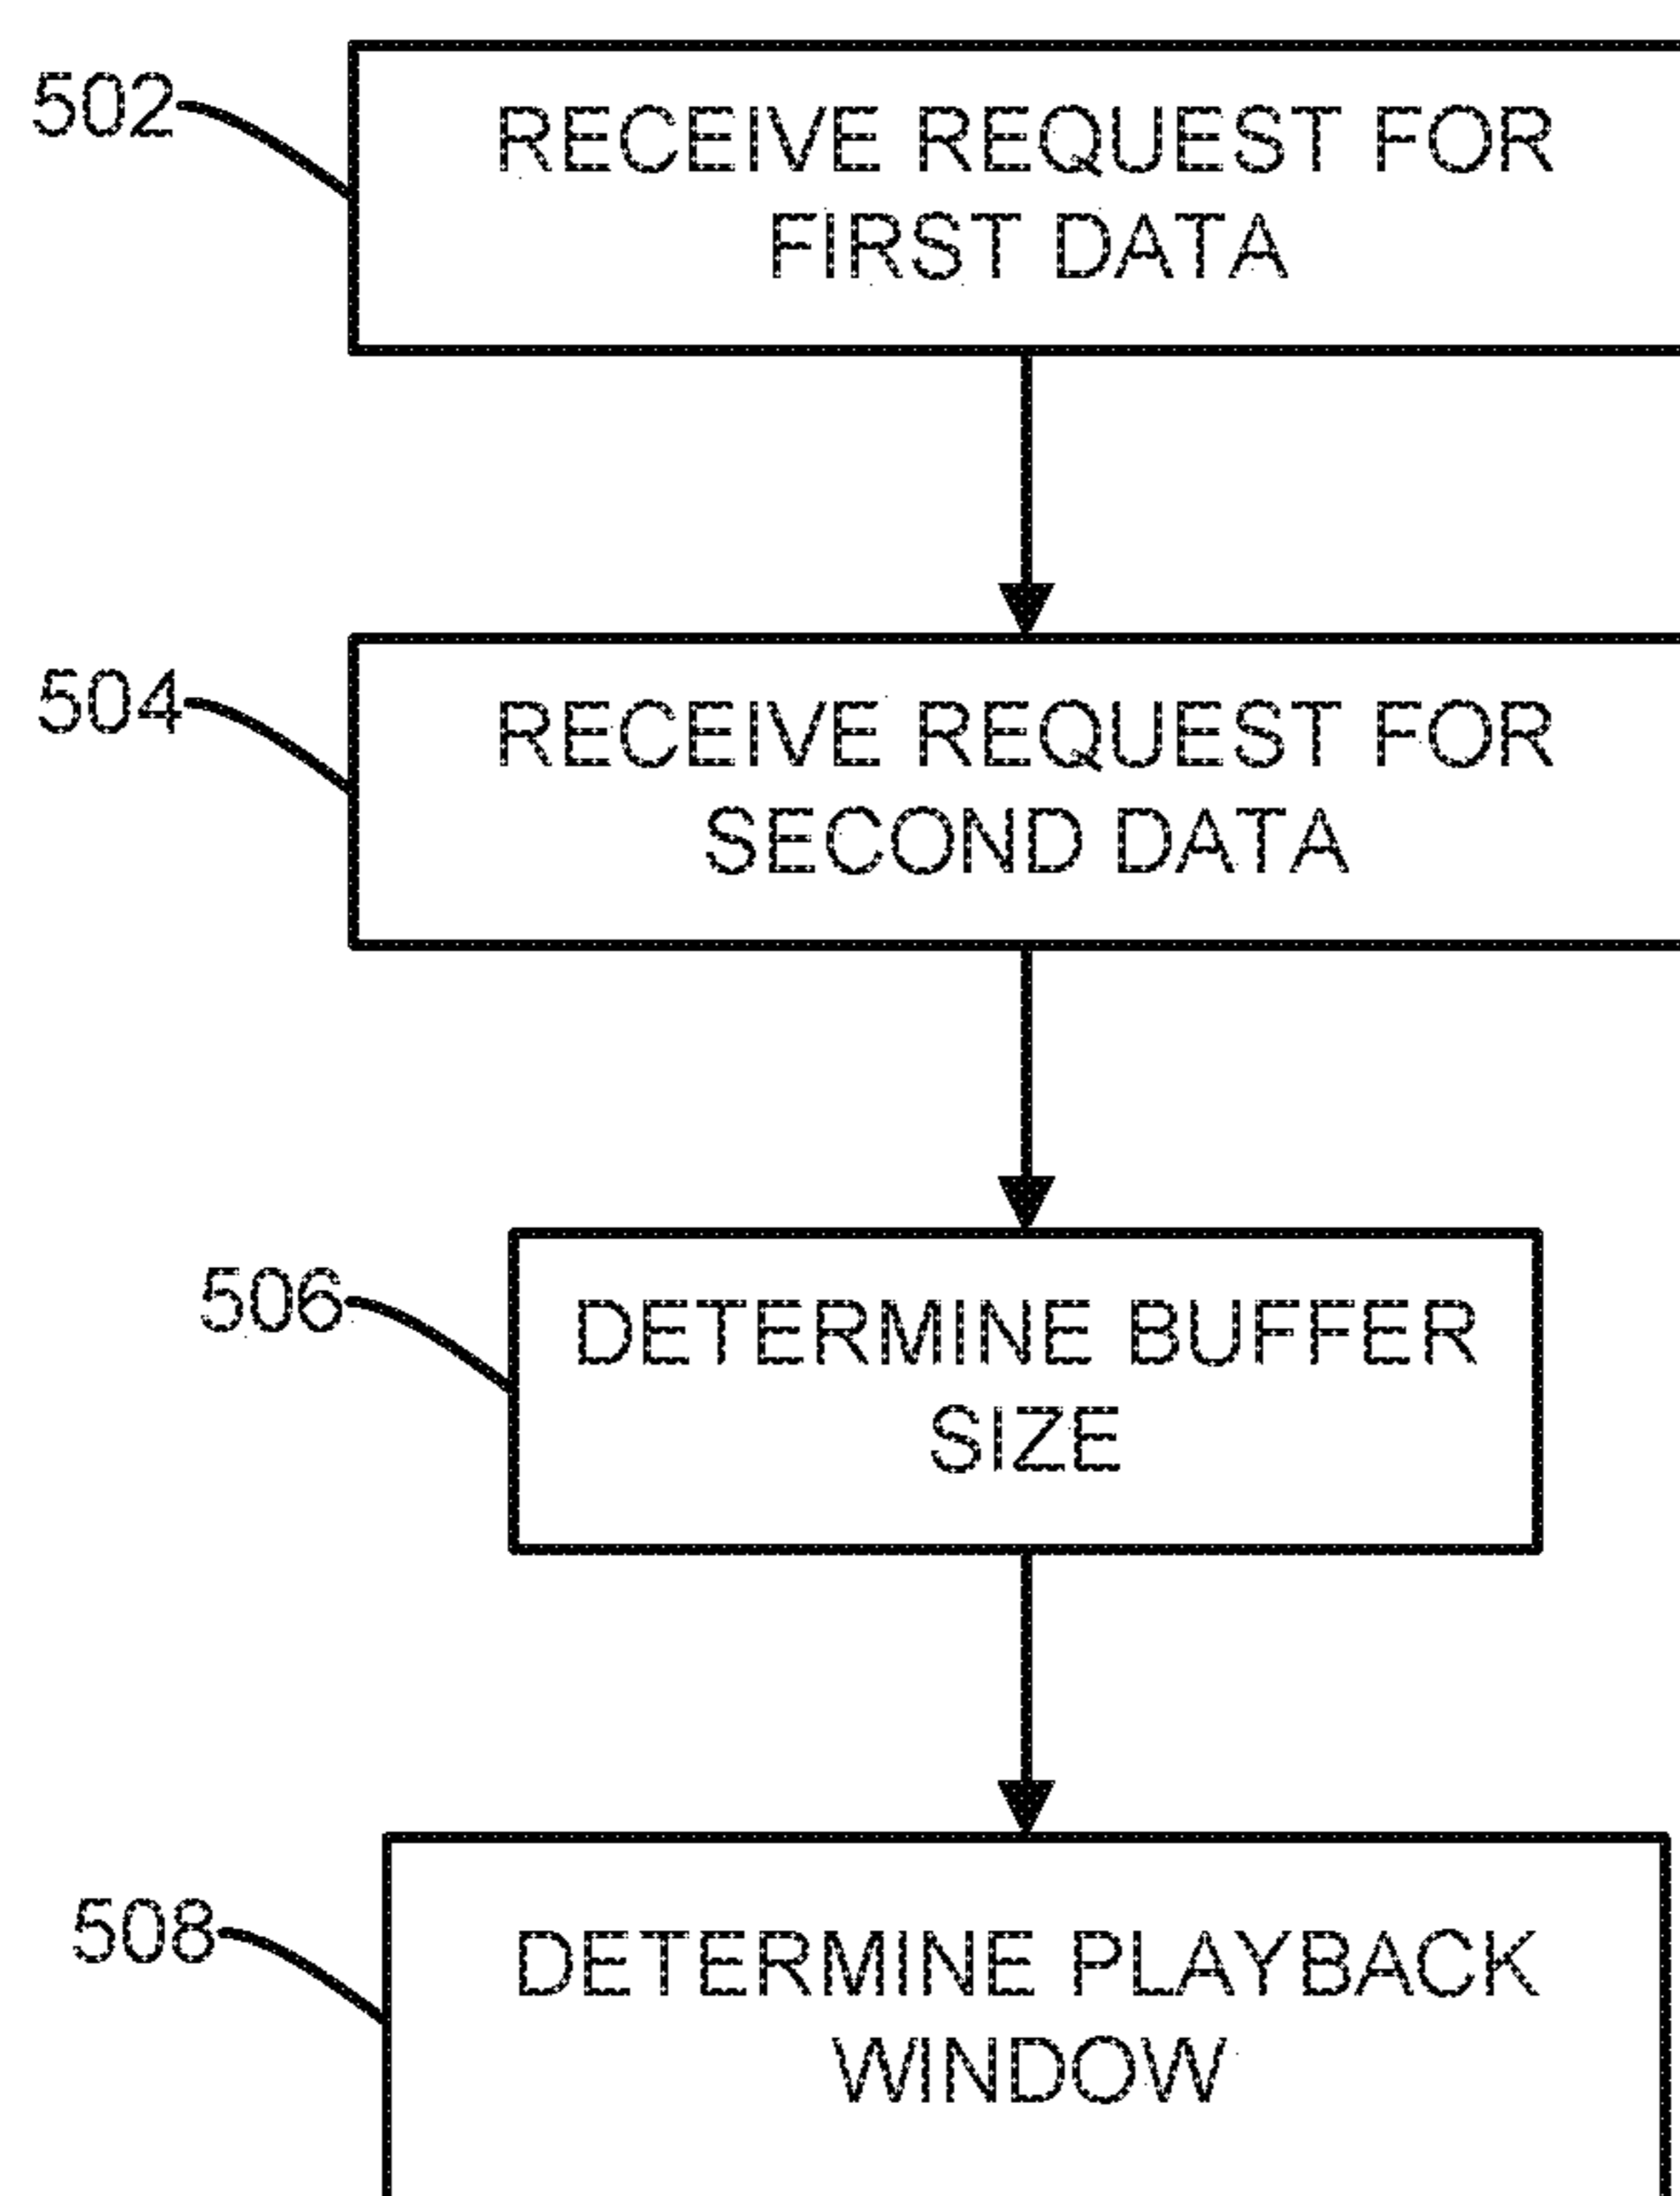 502
RECEIVE REQUEST FOR
FIRST DATA
504
RECEIVE REQUEST FOR
SECOND DATA
506
DETERMINE BUFFER
SIZE
508
DETERMINE PLAYBACK
WINDOW